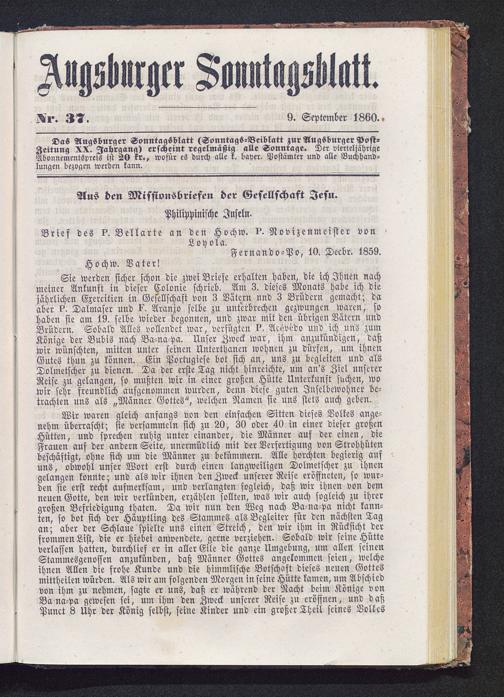 Augsburger Sonntagsblatt.
Nr. 37.
9. September 1860.
Das Augsburger Sonntagsblatt (Sonntags-Beiblatt zur Augsburger Post-
Zeitung XX. Jahrgang) erscheint regelmäßig alle Sonntage. Der vierteljährige
Abonnementspreis ist 20 kr., wofür es durch alle k. bayer. Postämter und alle Buchhand-
lungen bezogen werden kann.
Aus den Missionsbriefen der Gesellschaft Jesu.
Philippinische Inseln.
Brief des P. Bellarte an den Hochw. P. Novizenmeister von
Loyola.
Fernando-Po, 10. Decbr. 1859.
Hochw. Vater!
Sie werden sicher schon die zwei Briefe erhalten haben, die ich Ihnen nach
meiner Ankunft in dieser Colonie schrieb. Am 3. dieses Monats habe ich die
jährlichen Exercitien in Gesellschaft von 3 Vätern und 3 Brüdern gemacht; da
aber P. Dalmaser und F. Aranjo selbe zu unterbrechen gezwungen waren, so
haben sie am 19. selbe wieder begonnen, und zwar mit den übrigen Vätern und
Brüdern. Sobald Alles vollendet war, verfügten P. Acévédo und ich uns zum
Könige der Bubis nach Ba-na-pa. Unser Zweck war, ihm anzukündigen, daß
wir wünschten, mitten unter seinen Unterthanen wohnen zu dürfen, um ihnen
Gutes thun zu können. Ein Portugiese bot sich an, uns zu begleiten und als
Dolmetscher zu dienen. Da der erste Tag nicht hinreichte, um an's Ziel unserer
Reise zu gelangen, so mußten wir in einer großen Hütte Unterkunft suchen, wo
wir sehr freundlich aufgenommen wurden, denn diese guten Inselbewohner be-
trachten uns als „Männer Gottes“, welchen Namen sie uns stets auch geben.
Wir waren gleich anfangs von den einfachen Sitten dieses Volkes ange-
nehm überrascht; sie versammeln sich zu 20, 30 oder 40 in einer dieser großen
Hütten, und sprechen ruhig unter einander, die Männer auf der einen, die
Frauen auf der andern Seite, unermüdlich mit der Verfertigung von Strohhüten
beschäftigt, ohne sich um die Männer zu bekümmern. Alle horchten begierig auf
uns, obwohl unser Wort erst durch einen langweiligen Dolmetscher zu ihnen
gelangen konnte; und als wir ihnen den Zweck unserer Reise eröffneten, so wur-
den sie erst recht aufmerksam, und verlangten sogleich, daß wir ihnen von dem
neuen Gotte, den wir verkünden, erzählen sollten, was wir auch sogleich zu ihrer
großen Befriedigung thaten. Da wir nun den Weg nach Ba-na-pa nicht kann-
ten, so bot sich der Häuptling des Stammes als Begleiter für den nächsten Tag
an; aber der Schlaue spielte uns einen Streich, den wir ihm in Rücksicht der
frommen List, die er hiebei anwendete, gerne verziehen. Sobald wir seine Hütte
verlassen hatten, durchlief er in aller Eile die ganze Umgebung, um allen seinen
Stammesgenossen anzukünden, daß Männer Gottes angekommen seien, welche
ihnen Allen die frohe Kunde und die himmlische Botschaft dieses neuen Gottes
mittheilen würden. Als wir am folgenden Morgen in seine Hütte kamen, um Abschied
von ihm zu nehmen, sagte er uns, daß er während der Nacht beim Könige von
Ba na-pa gewesen sei, um ihm den Zweck unserer Reise zu eröffnen, und daß
Punct 8 Uhr der König selbst, seine Kinder und ein großer Theil seines Volkes